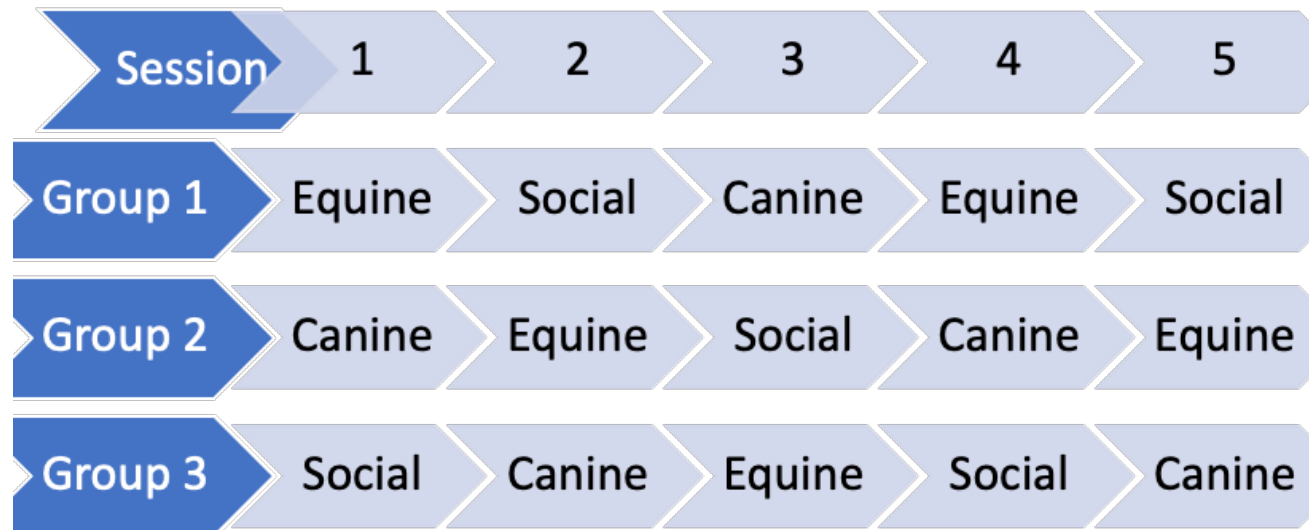 Session 1 2 3 4 5
Group 1 Equine Social Canine Equine Social
Group 2 Canine Equine Social Canine Equine
Group 3 Social Canine Equine Social Canine